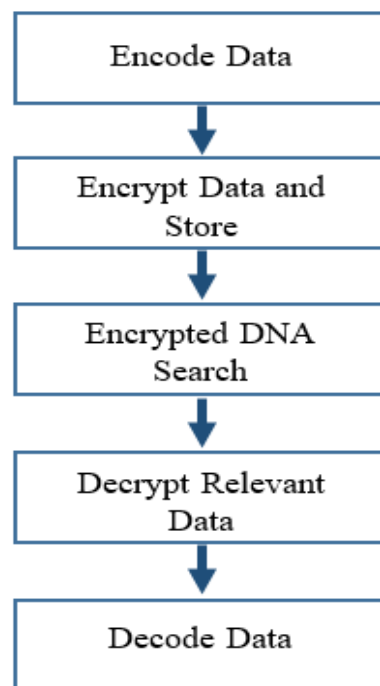 Encode Data
Encrypt Data and
Store
Encrypted DNA
Search
Decrypt Relevant
Data
Decode Data